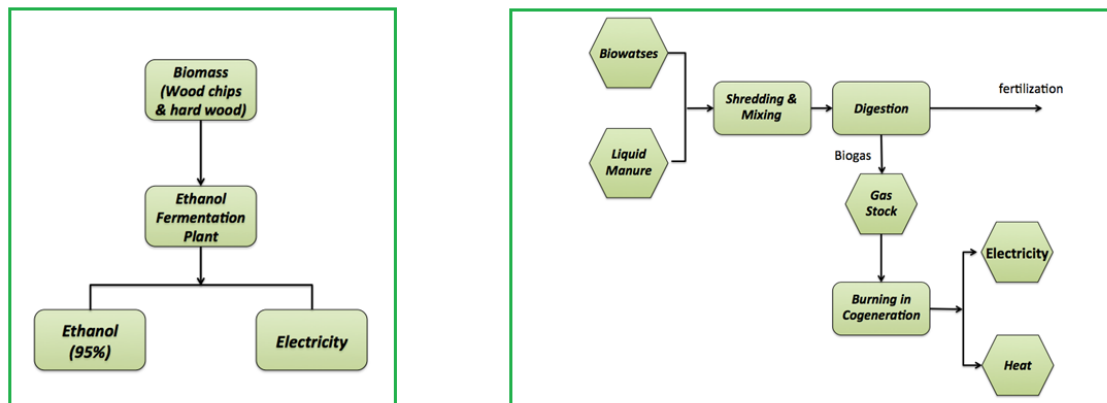 Biomass
(Wood chips
& hard wood)
Ethanol
Fermentation
Plant
Ethanol
(95%)
Electricity
Biowatses
Liquid
Manure
Shredding &
Mixing
Digestion
fertilization
Biogas
Gas
Stock
Burning in
Cogeneration
Electricity
Heat